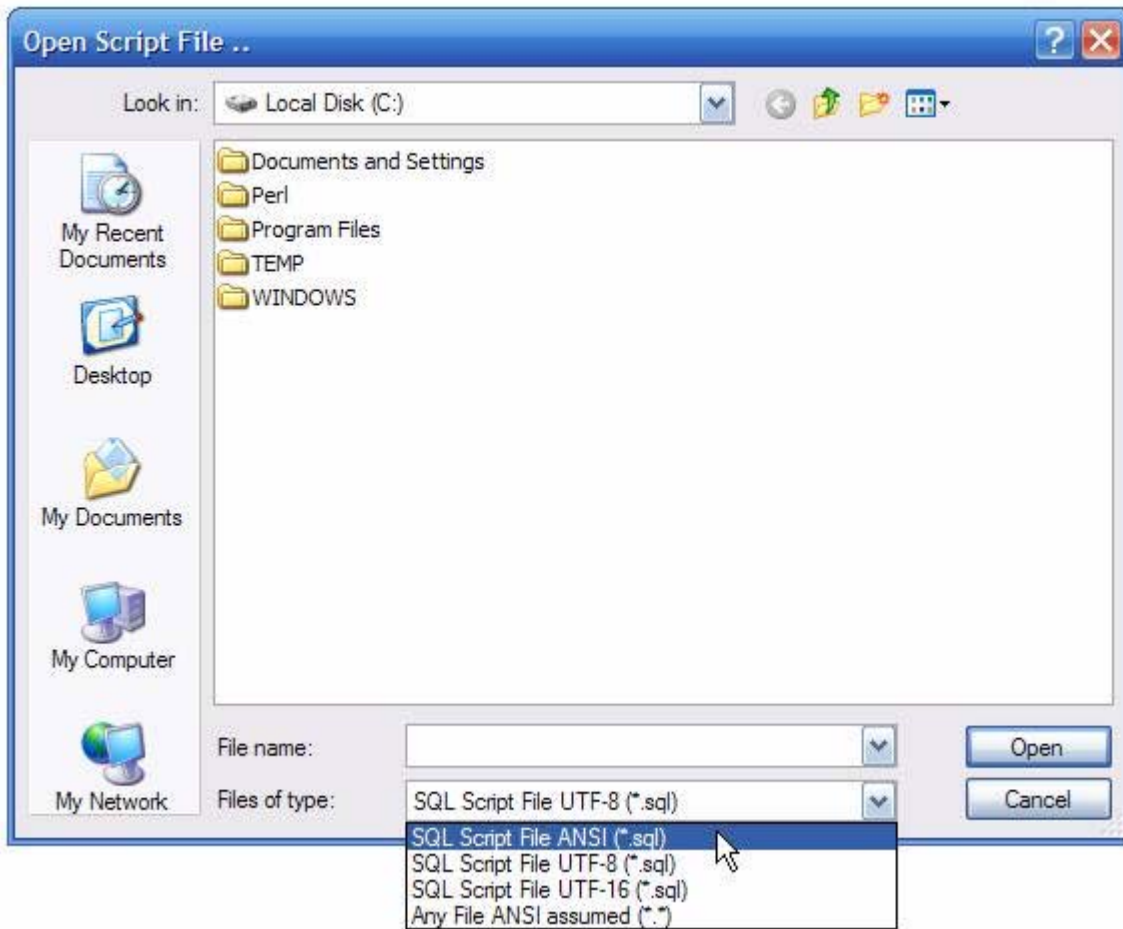 Open Script File ..
Look in:
Local Disk (C:)
My Recent
Documents
Desktop
My Documents
My Computer
My Network
Documents and Settings
Perl
Program Files
TEMP
WINDOWS
File name:
Open
Files of type:
SQL Script File UTF-8 (*.sql)
Cancel
SQL Script File ANSI (*.sql)
SQL Script File UTF-8 (*.sql)
SQL Script File UTF-16 (*.sql)
Any File ANSI assumed (*.*)